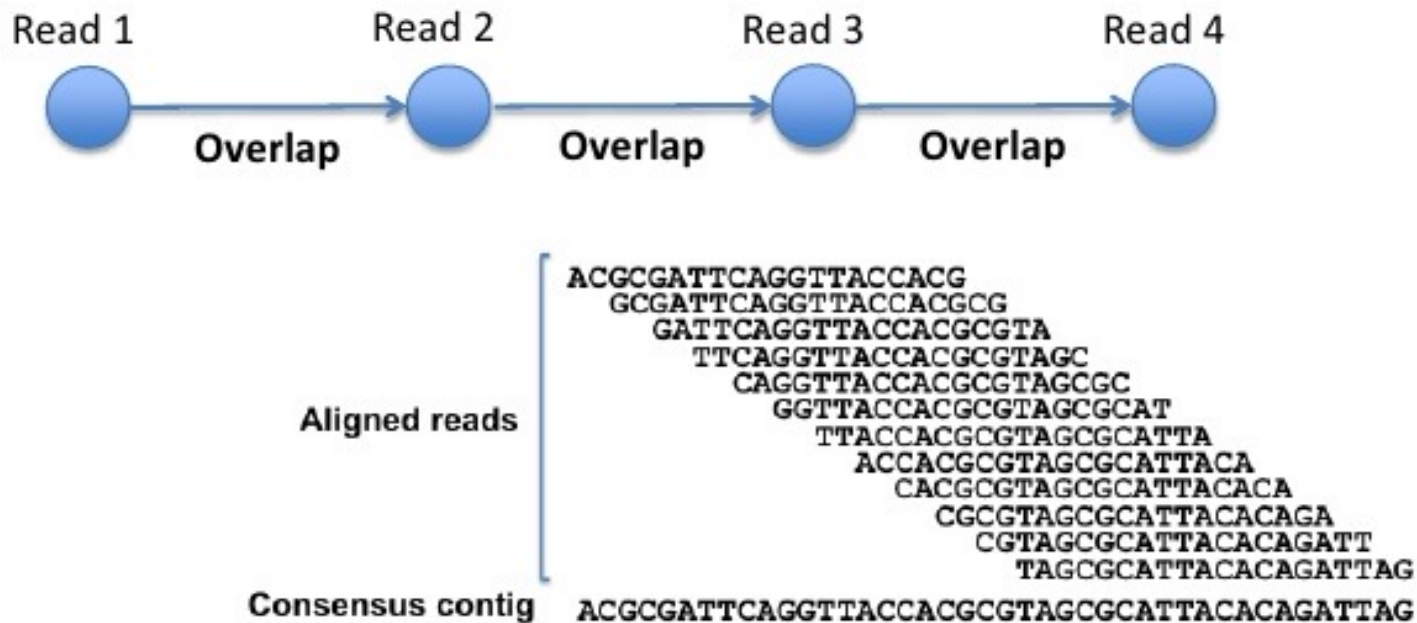 Read 1
Read 2
Read 3
Read 4
Overlap
Overlap
Overlap
Aligned reads
ACGCGATTCAGGTTACCACG
GCGATTCAGGTTACCACGCG
GATTCAGGTTACCACGCGTA
TTCAGGTTACCACGCGTAGC
CAGGTTACCACGCGTAGCGC
GGTTACCACGCGTAGCGCAT
TTACCACGCGTAGCGCATTA
ACCACGCGTAGCGCATTACA
CACGCGTAGCGCATTACACA
CGCGTAGCGCATTACACAGA
CGTAGCGCATTACACAGATT
TAGCGCATTACACAGATTAG
Consensus contig ACGCGATTCAGGTTACCACGCGTAGCGCATTACACAGATTAG